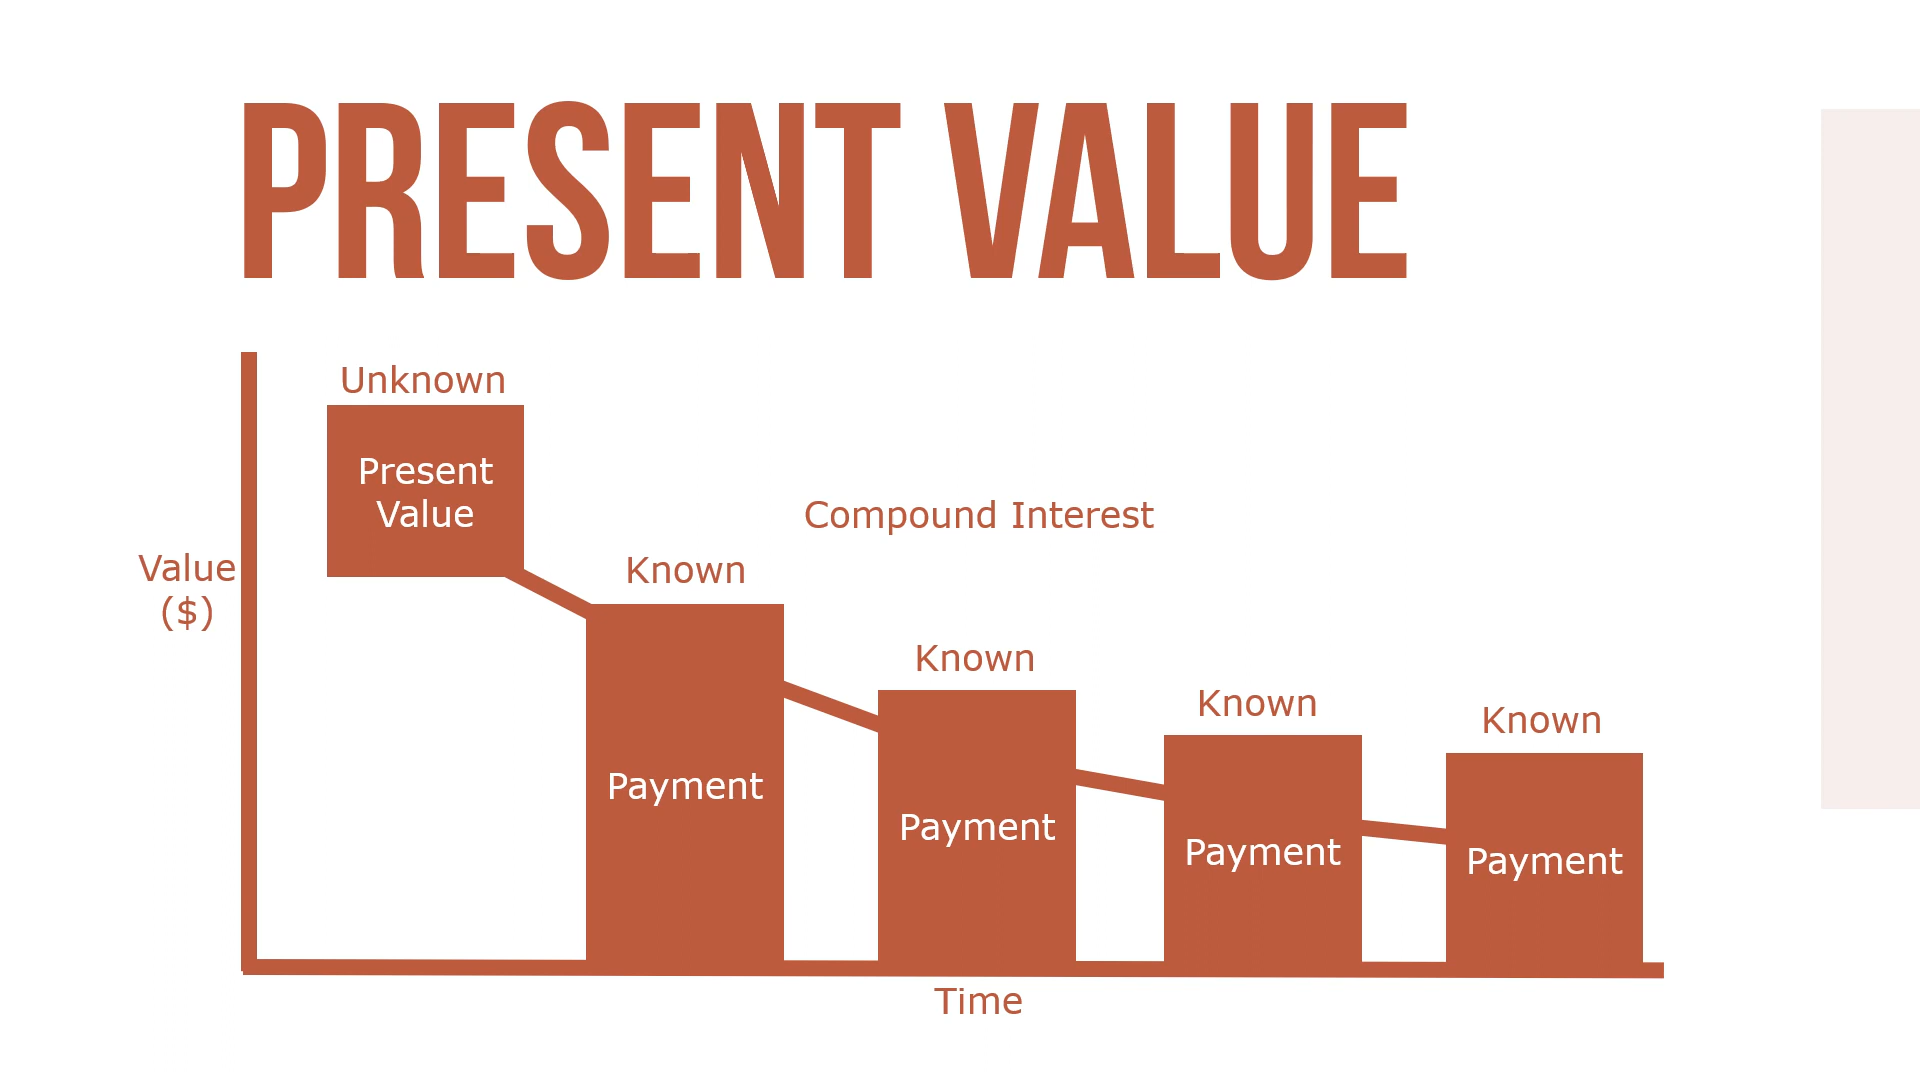 PRESENT VALUE
Unknown
Present
Value
Compound Interest
Value
($)
Known
Known
Known
Known
Payment
Payment
Payment
Payment
Time